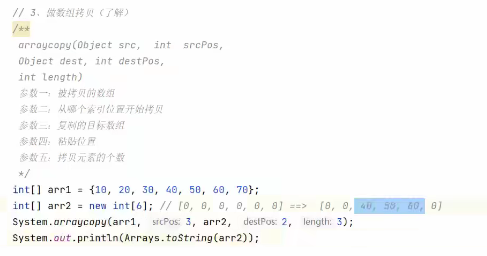 // 3、做数组拷贝（了解）
/**
arraycopy(Object src, int srcPos,
Object dest, int destPos,
int length)
参数一：被拷贝的数组
参数二：从哪个索引位置开始拷贝
参数三：复制的目标数组
参数四：粘贴位置
参数五：拷贝元素的个数
*/
int[] arr1 = {10, 20, 30, 40, 50, 60, 70};
int[] arr2 = new int[6]; // [0, 0, 0, 0, 0, 0] ==> [0, 0, 40, 50, 60, 0]
System.arraycopy(arr1, srcPos: 3, arr2, destPos: 2, length: 3);
System.out.println(Arrays.toString(arr2));